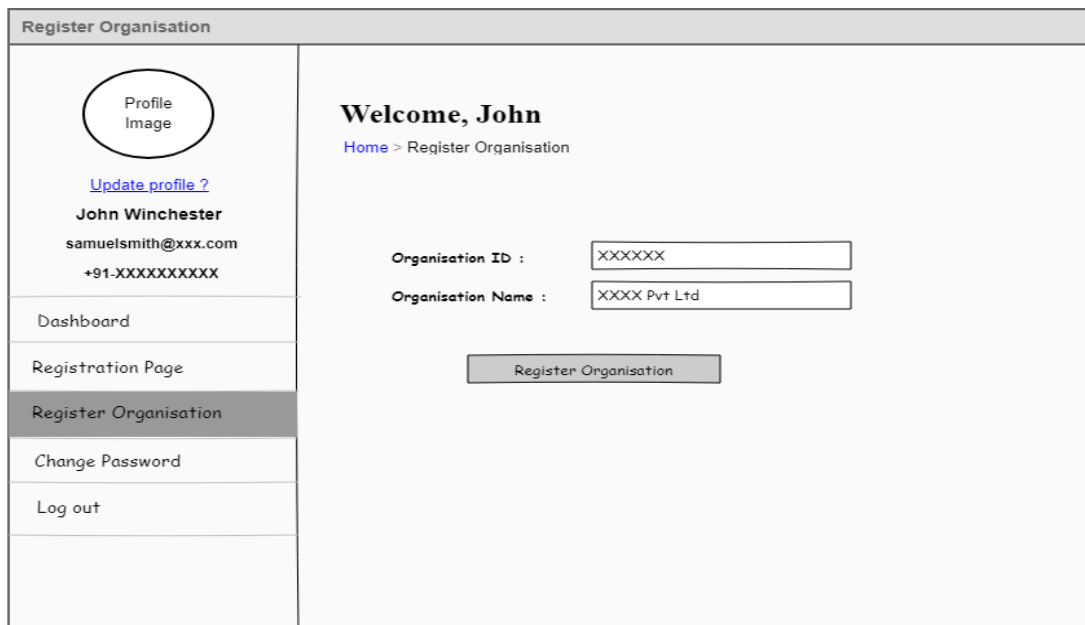 Register Organisation
Profile
Image
Update profile ?
John Winchester
samuelsmith@xxx.com
+91-XXXXXXXXXX
Dashboard
Registration Page
Register Organisation
Change Password
Log out
Welcome, John
Home > Register Organisation
Organisation ID : XXXXXX
Organisation Name : XXXX Pvt Ltd
Register Organisation